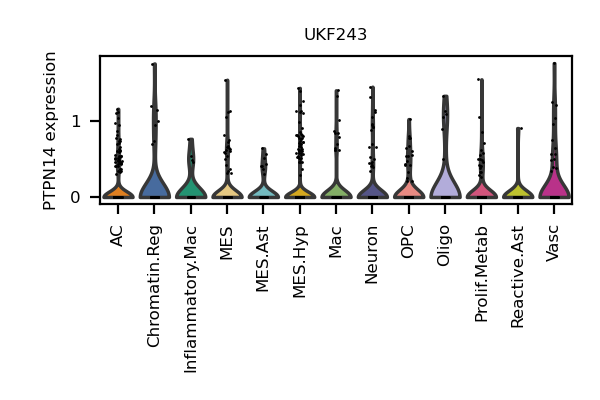 UKF243
PTPN14 expression
1
0
AC
Chromatin.Reg
Inflammatory.Mac
MES
MES.Ast
MES.Hyp
Mac
Neuron
OPC
Oligo
Prolif.Metab
Reactive.Ast
Vasc